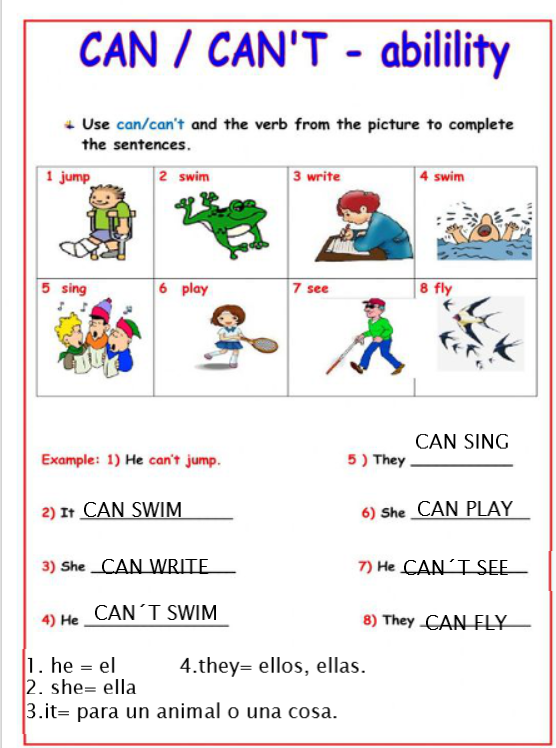 CAN / CAN'T - abilility
Use can/can't and the verb from the picture to complete
the sentences.
1 jump
2 swim
3 write
4 swim
5 sing
6 play
7 see
8 fly
Example: 1) He can't jump.
5 ) They CAN SING
2) It CAN SWIM
6) She CAN PLAY
3) She CAN WRITE
7) He CAN´T SEE
4) He CAN´T SWIM
8) They CAN FLY
1. he = el 4.they= ellos, ellas.
2. she= ella
3.it= para un animal o una cosa.